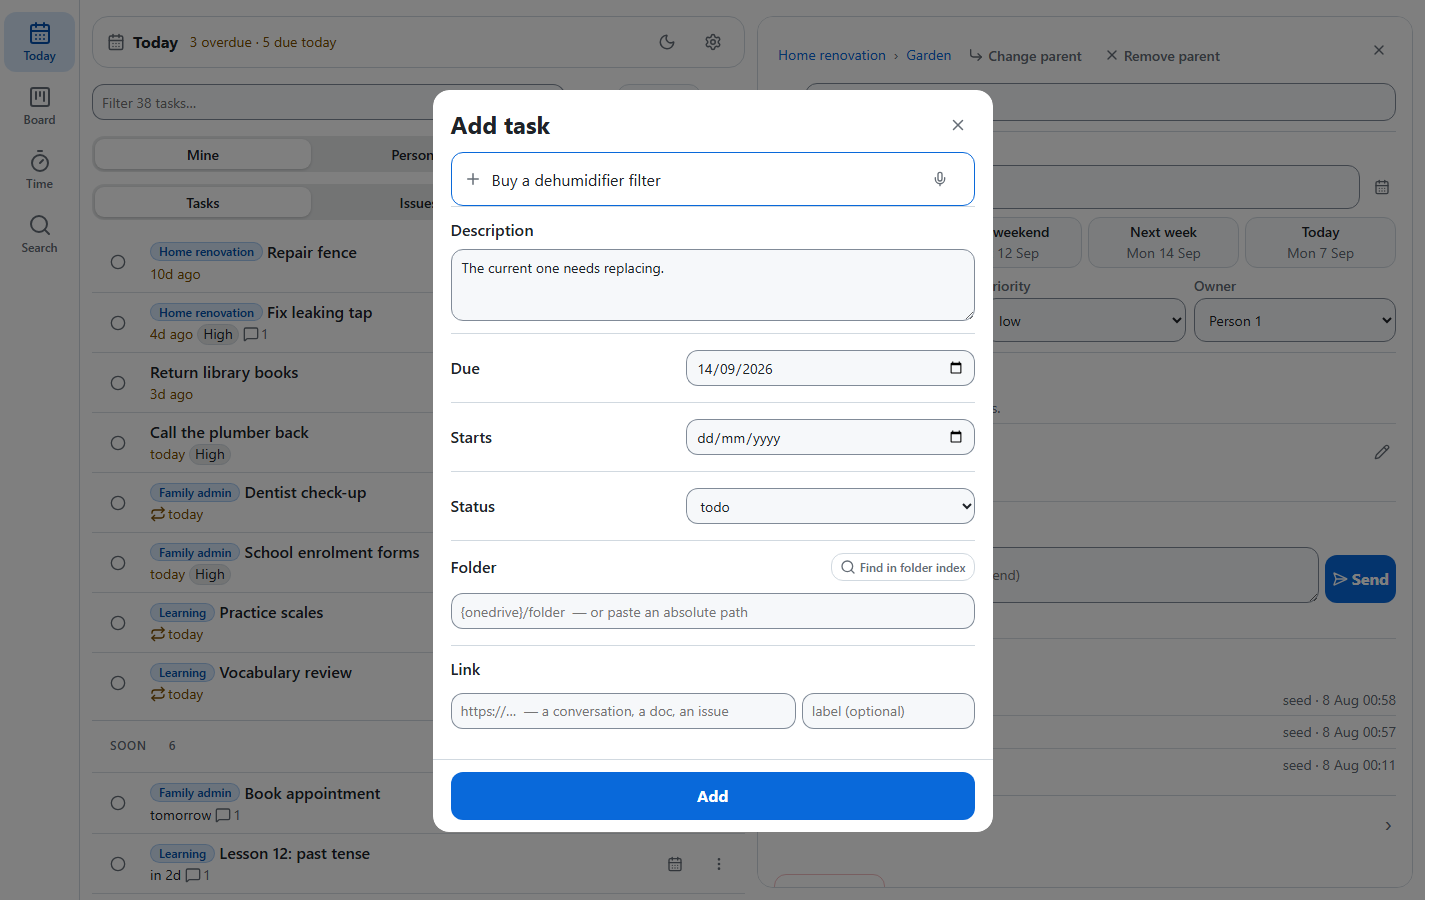 Today
Board
Time
Search
Today 3 overdue · 5 due today
Filter 38 tasks...
Mine
Person
Tasks
Issues
Home renovation Repair fence
10d ago
Home renovation Fix leaking tap
4d ago High 1
Return library books
3d ago
Call the plumber back
today High
Family admin Dentist check-up
today
Family admin School enrolment forms
today High
Learning Practice scales
today
Learning Vocabulary review
today
SOON 6
Family admin Book appointment
tomorrow 1
Learning Lesson 12: past tense
in 2d 1
Add task
Buy a dehumidifier filter
Description
The current one needs replacing.
Due
14/09/2026
Starts
dd/mm/yyyy
Status
todo
Folder
Find in folder index
{onedrive}/folder — or paste an absolute path
Link
https://... — a conversation, a doc, an issue
label (optional)
Add
Home renovation › Garden Change parent Remove parent
weekend
12 Sep
Next week
Mon 14 Sep
Today
Mon 7 Sep
riority
Owner
low
Person 1
s.
end)
Send
seed · 8 Aug 00:58
seed · 8 Aug 00:57
seed · 8 Aug 00:11